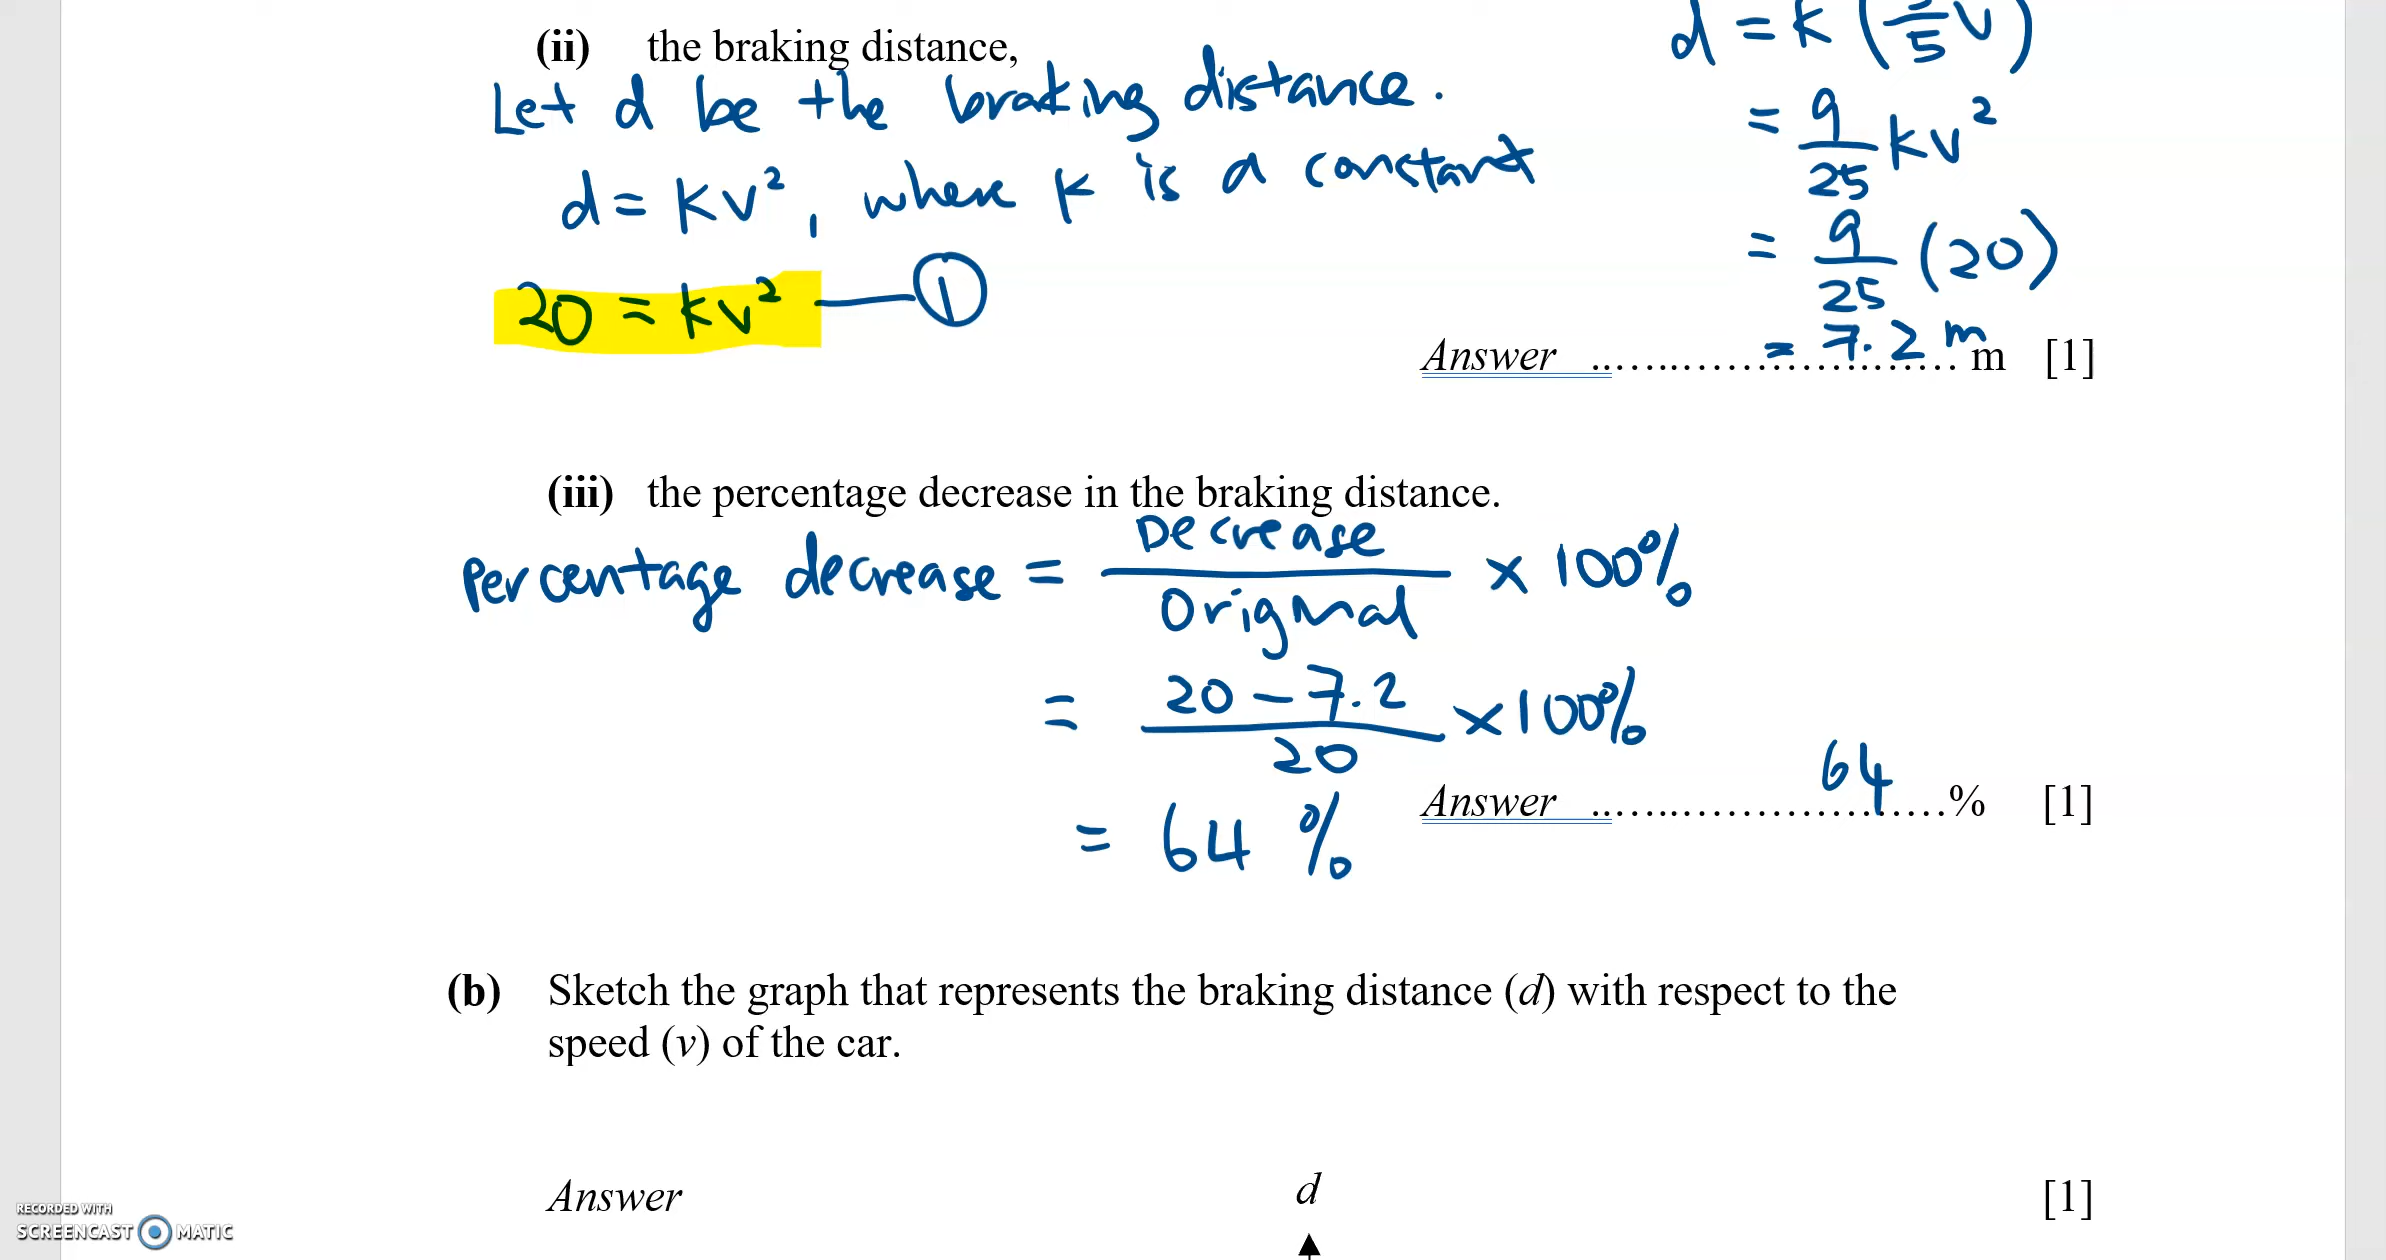 (ii) the braking distance,
Let d be the braking distance.
d = kv², where k is a constant
20 = kv² — ①
d = k ( 3/5 v )
= 9/25 kv²
= 9/25 (20)
= 7.2 m
Answer ........................ m [1]
(iii) the percentage decrease in the braking distance.
Percentage decrease = Decrease / Original × 100%
= 20 - 7.2 / 20 × 100%
= 64 %
Answer ........ 64 ........% [1]
(b) Sketch the graph that represents the braking distance (d) with respect to the
speed (v) of the car.
Answer d [1]
RECORDED WITH
SCREENCAST MATIC